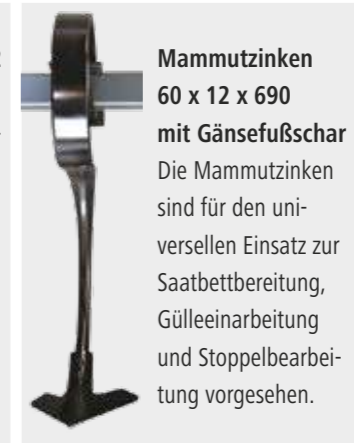 Mammutzinken
60 x 12 x 690
mit Gänsefußschar
Die Mammutzinken
sind für den uni-
versellen Einsatz zur
Saatbettbereitung,
Gülleeinarbeitung
und Stoppelbearbei-
tung vorgesehen.